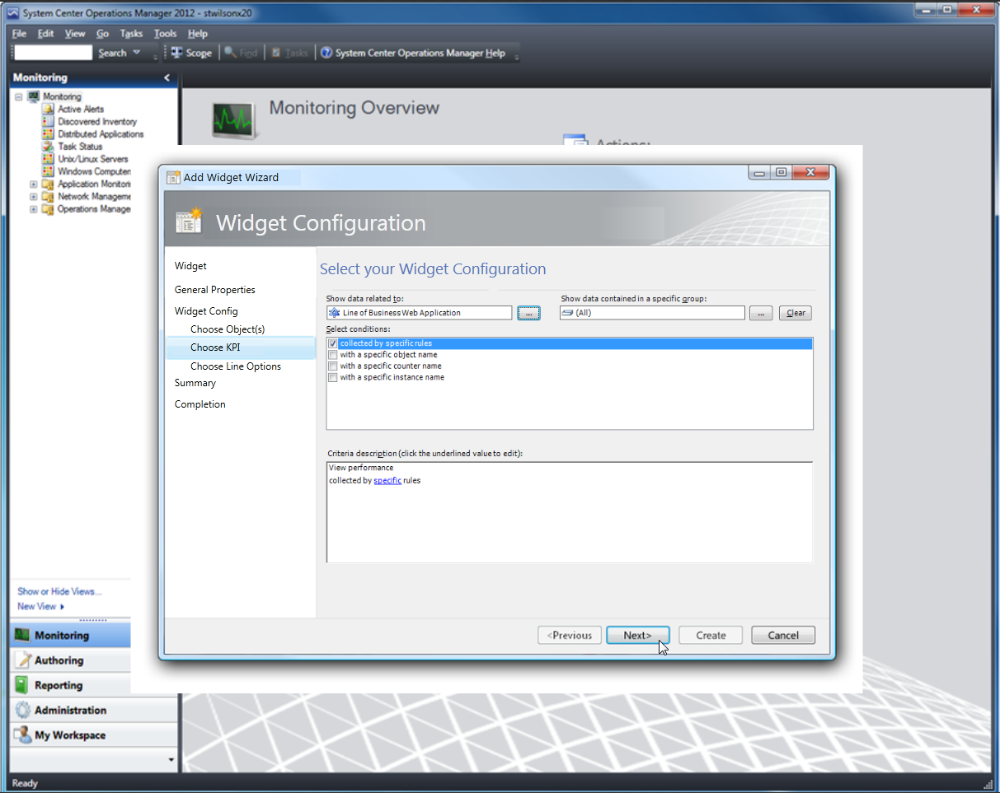 System Center Operations Manager 2012 - stwilsonx20
File Edit View Go Tasks Tools Help
Search Scope Find Tasks System Center Operations Manager Help
Monitoring <
Monitoring
Active Alerts
Discovered Inventory
Distributed Applications
Task Status
Unix/Linux Servers
Windows Computer
Application Monitori
Network Manageme
Operations Manage
Show or Hide Views...
New View
Monitoring
Authoring
Reporting
Administration
My Workspace
Ready
Monitoring Overview
Actions:
Add Widget Wizard
Widget Configuration
Widget
General Properties
Widget Config
Choose Object(s)
Choose KPI
Choose Line Options
Summary
Completion
Select your Widget Configuration
Show data related to: Show data contained in a specific group:
Line of Business Web Application ... (All) ... Clear
Select conditions:
collected by specific rules
with a specific object name
with a specific counter name
with a specific instance name
Criteria description (click the underlined value to edit):
View performance
collected by specific rules
<Previous Next> Create Cancel